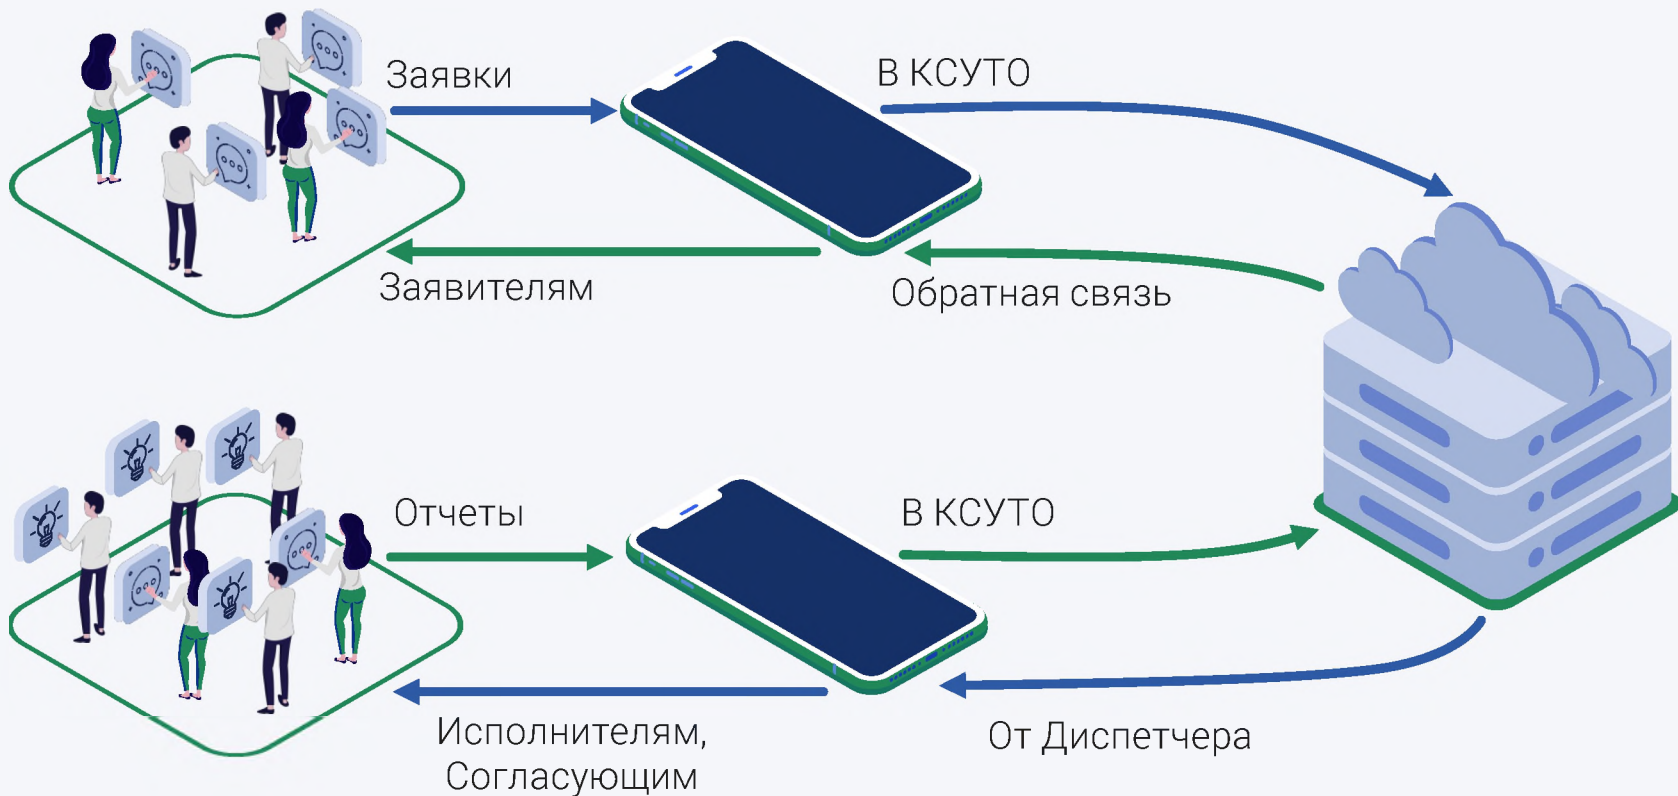 Заявки
В КСУТО
Заявителям
Обратная связь
Отчеты
В КСУТО
Исполнителям,
Согласующим
От Диспетчера